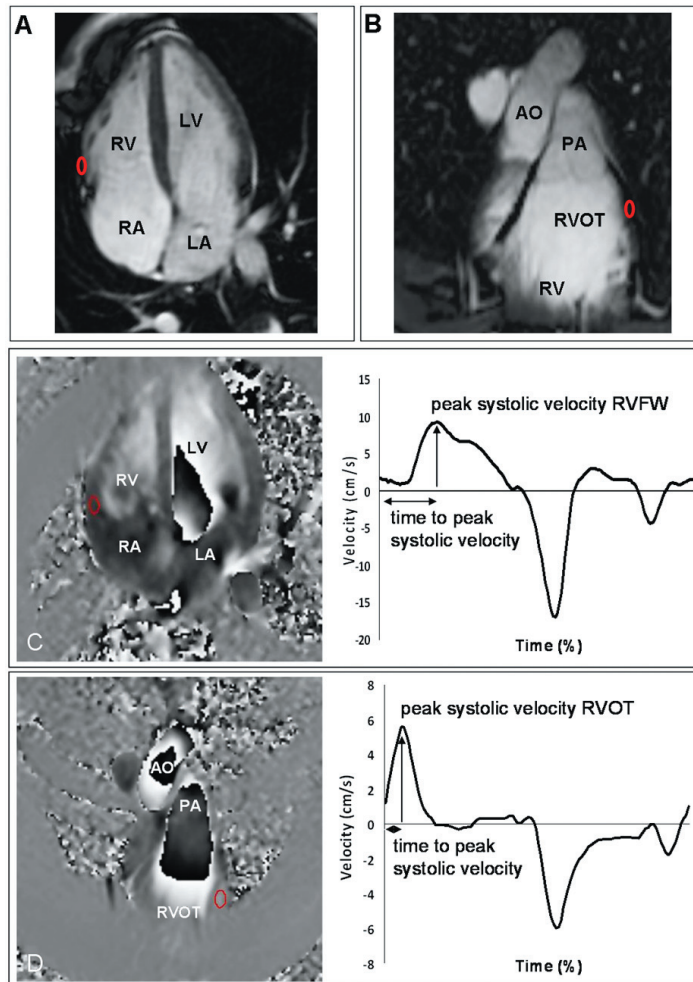 A
LV
RV
RA
LA
B
AO
PA
RVOT
RV
LV
RV
RA
LA
C
15
10
5
0
-5
-10
-15
-20
Velocity (cm/s)
peak systolic velocity RVFW
time to peak
systolic velocity
Time (%)
AO
PA
RVOT
D
8
6
4
2
0
-2
-4
-6
-8
Velocity (cm/s)
peak systolic velocity RVOT
time to peak
systolic velocity
Time (%)